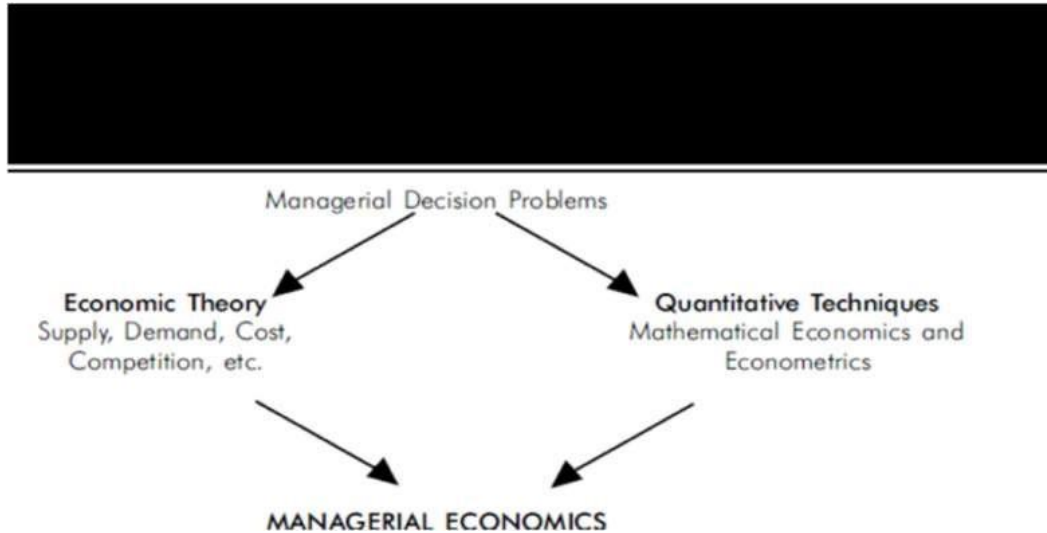 Managerial Decision Problems
Economic Theory
Supply, Demand, Cost,
Competition, etc.
Quantitative Techniques
Mathematical Economics and
Econometrics
MANAGERIAL ECONOMICS